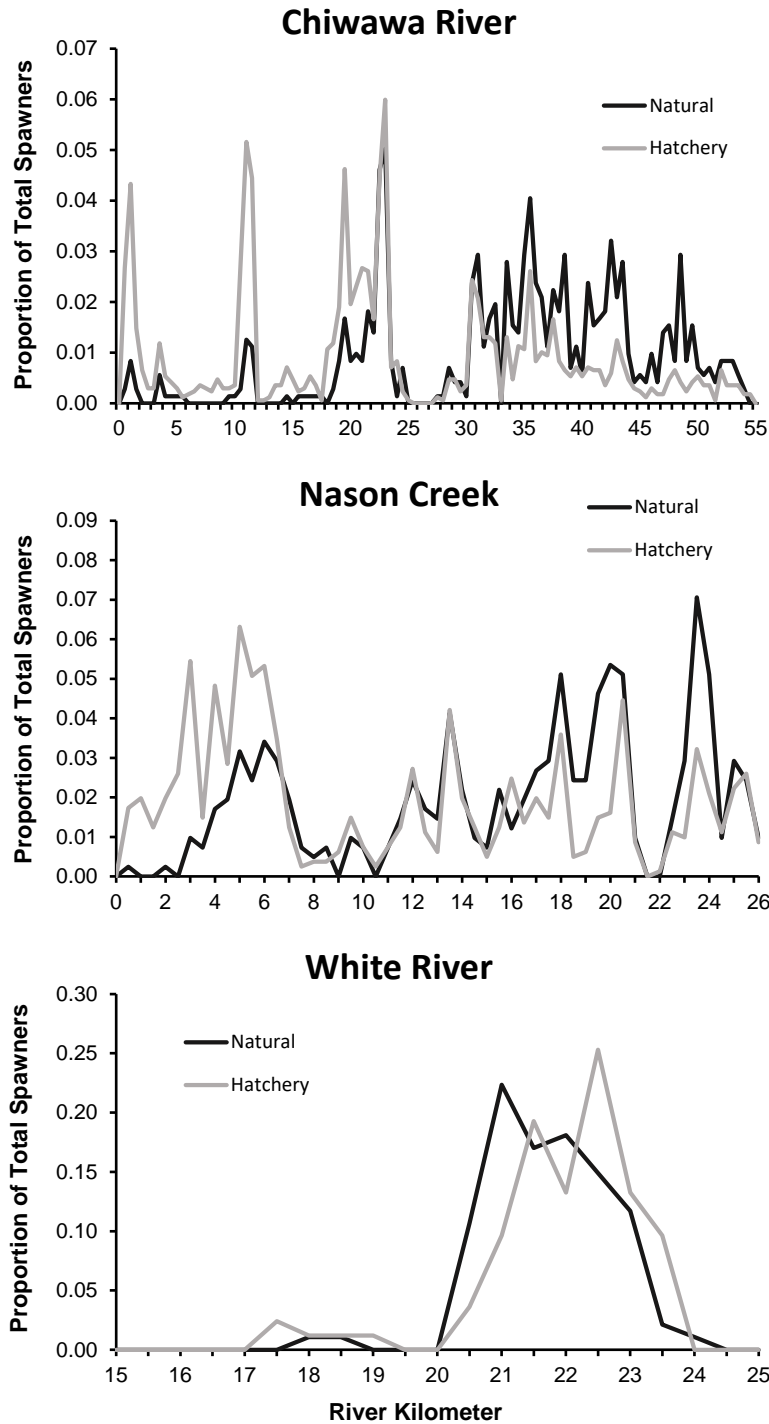 Chiwawa River
Proportion of Total Spawners
0.07
0.06
0.05
0.04
0.03
0.02
0.01
0.00
Natural
Hatchery
0 5 10 15 20 25 30 35 40 45 50 55
Nason Creek
Proportion of Total Spawners
0.09
0.08
0.07
0.06
0.05
0.04
0.03
0.02
0.01
0.00
Natural
Hatchery
0 2 4 6 8 10 12 14 16 18 20 22 24 26
White River
Proportion of Total Spawners
0.30
0.25
0.20
0.15
0.10
0.05
0.00
Natural
Hatchery
15 16 17 18 19 20 21 22 23 24 25
River Kilometer